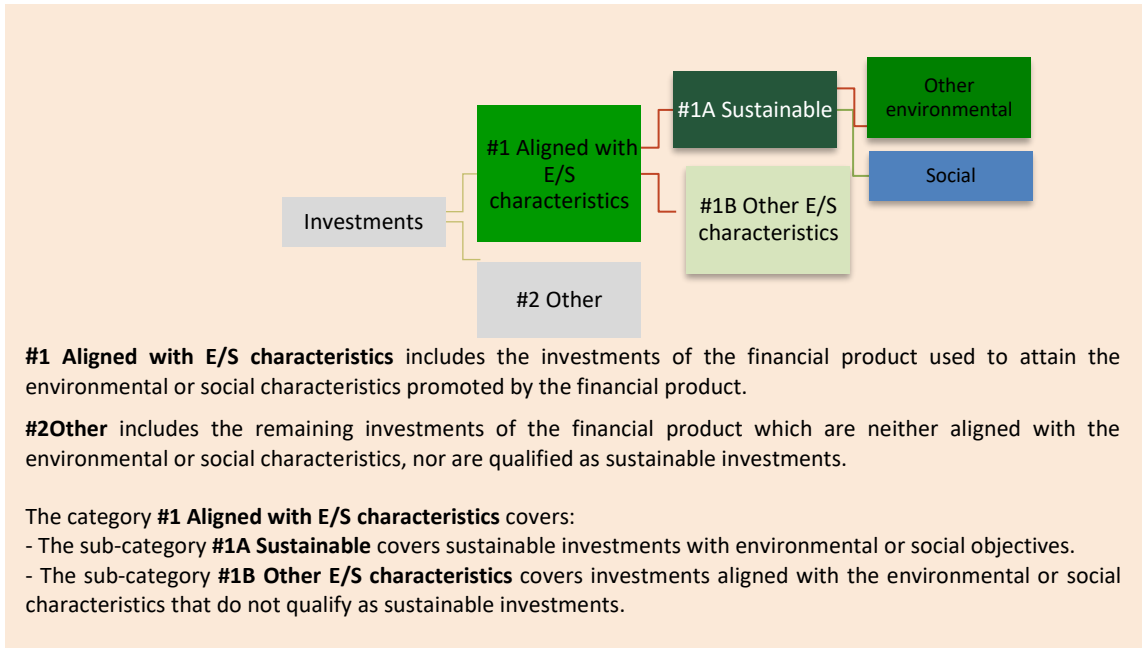 Other
environmental
#1A Sustainable
#1 Aligned with
E/S
characteristics
Social
#1B Other E/S
characteristics
Investments
#2 Other
#1 Aligned with E/S characteristics includes the investments of the financial product used to attain the
environmental or social characteristics promoted by the financial product.
#2Other includes the remaining investments of the financial product which are neither aligned with the
environmental or social characteristics, nor are qualified as sustainable investments.
The category #1 Aligned with E/S characteristics covers:
- The sub-category #1A Sustainable covers sustainable investments with environmental or social objectives.
- The sub-category #1B Other E/S characteristics covers investments aligned with the environmental or social
characteristics that do not qualify as sustainable investments.